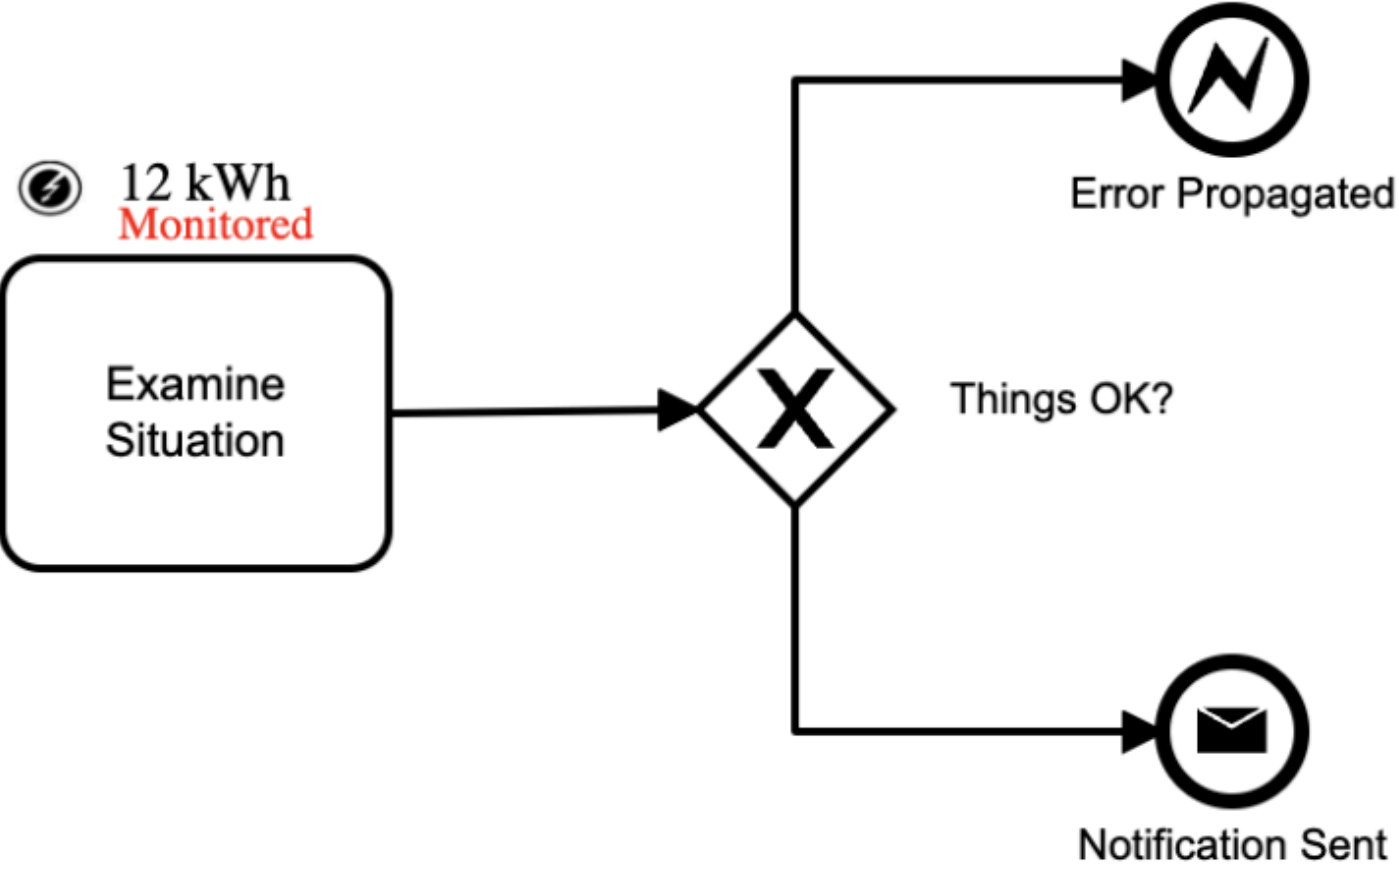 Error Propagated
12 kWh
Monitored
Examine
Situation
X
Things OK?
Notification Sent